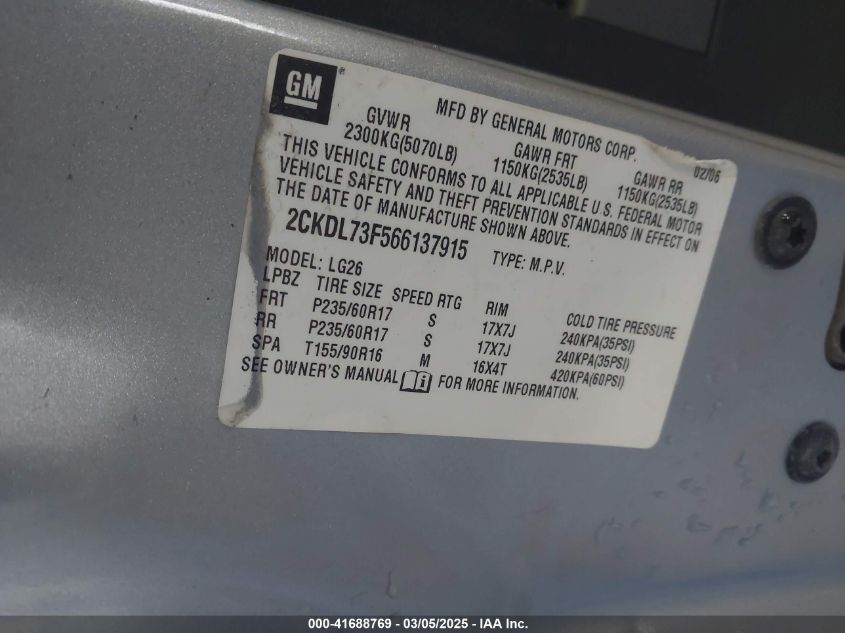 GM
MFD BY GENERAL MOTORS CORP.
02/06
GVWR GAWR FRT GAWR RR
2300KG(5070LB) 1150KG(2535LB) 1150KG(2535LB)
THIS VEHICLE CONFORMS TO ALL APPLICABLE U.S. FEDERAL MOTOR
VEHICLE SAFETY AND THEFT PREVENTION STANDARDS IN EFFECT ON
THE DATE OF MANUFACTURE SHOWN ABOVE.
2CKDL73F566137915 TYPE: M.P.V.
MODEL: LG26
LPBZ TIRE SIZE SPEED RTG RIM COLD TIRE PRESSURE
FRT P235/60R17 S 17X7J 240KPA(35PSI)
RR P235/60R17 S 17X7J 240KPA(35PSI)
SPA T155/90R16 M 16X4T 420KPA(60PSI)
SEE OWNER'S MANUAL FOR MORE INFORMATION.
000-41688769 - 03/05/2025 - IAA Inc.